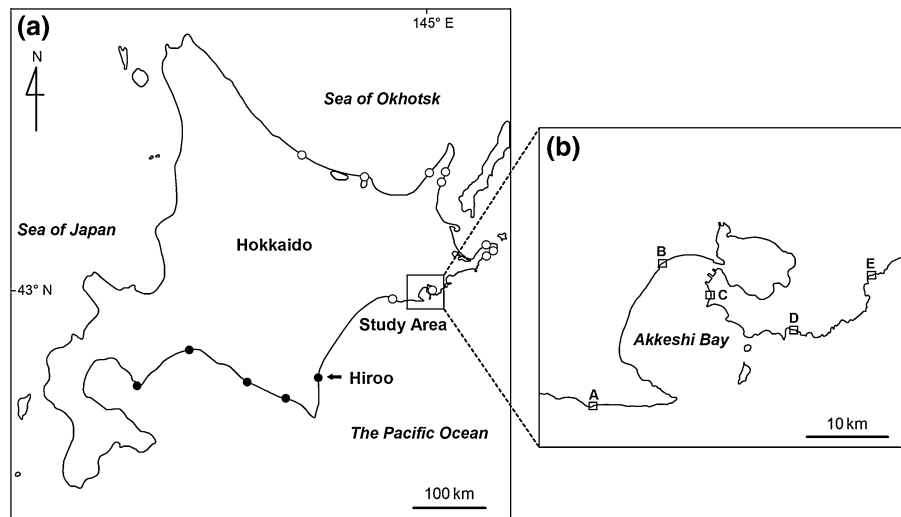 (a)
145° E
N
Sea of Okhotsk
Sea of Japan
Hokkaido
43° N
Study Area
Hiroo
The Pacific Ocean
100 km
(b)
B
E
C
D
Akkeshi Bay
A
10 km